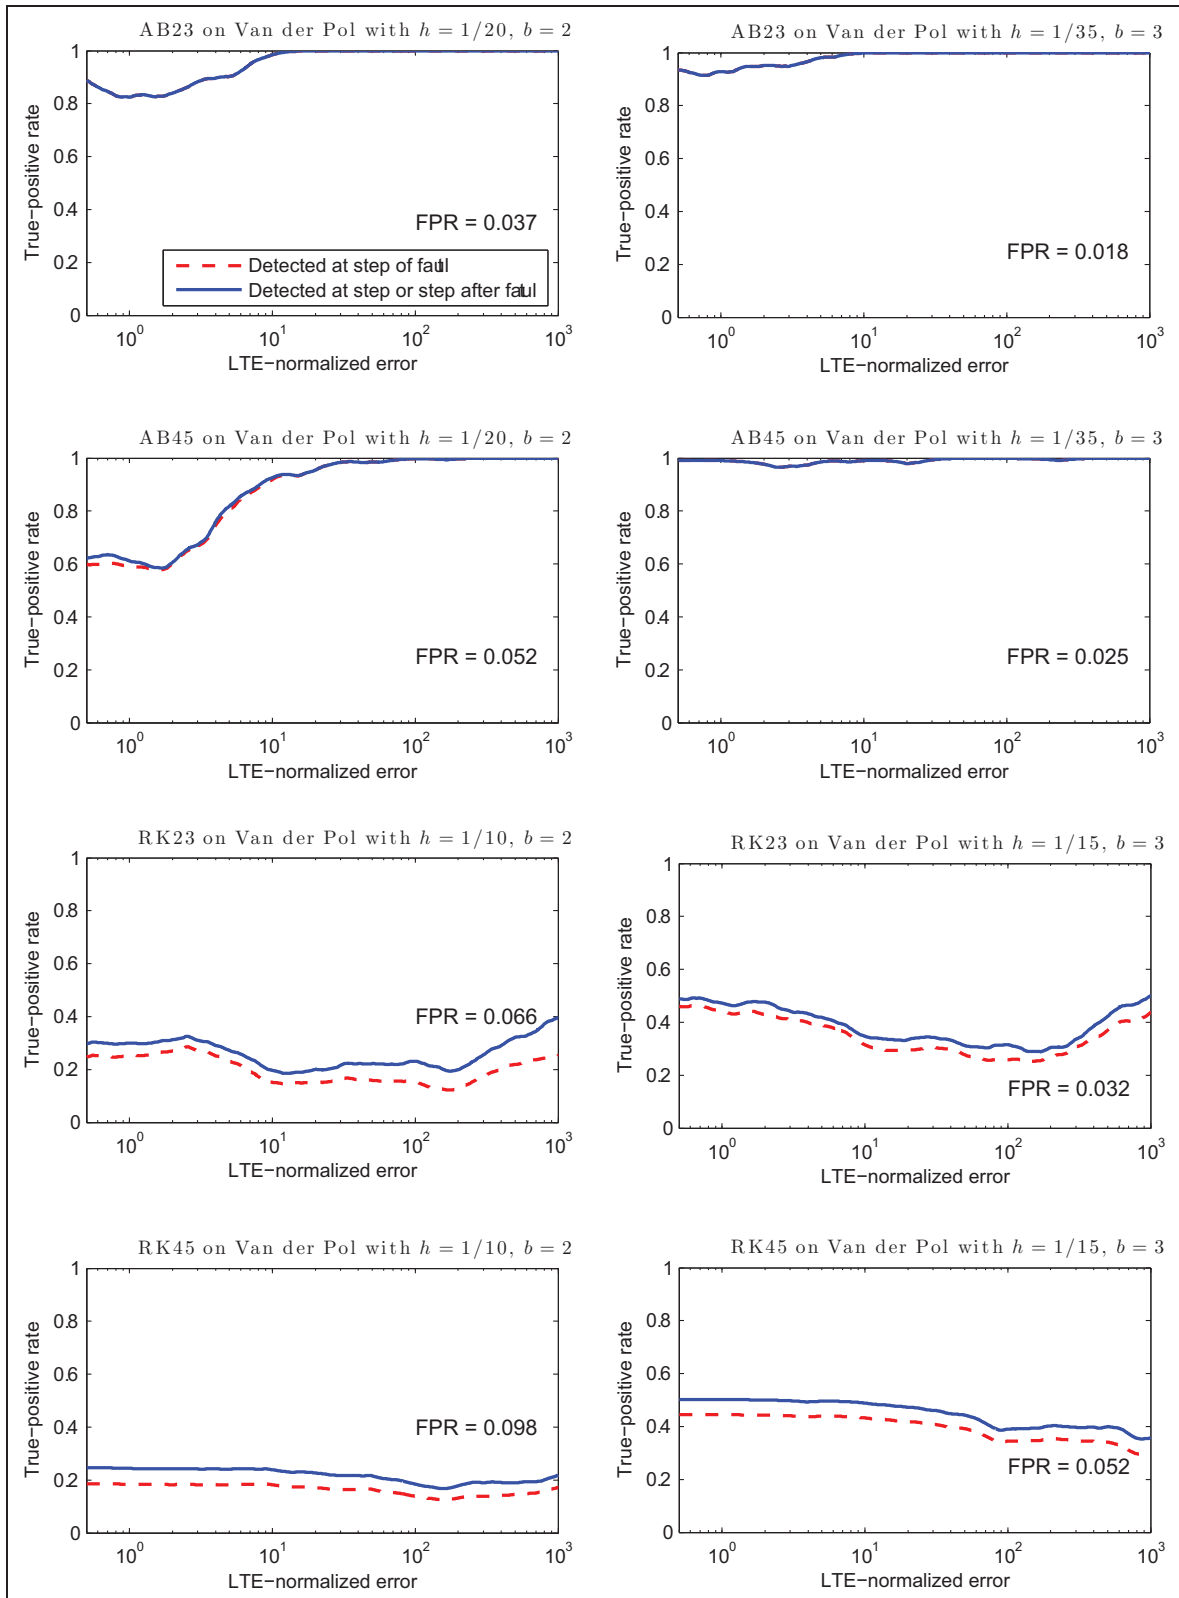 AB23 on Van der Pol with h = 1/20, b = 2
1
0.8
0.6
0.4
0.2
0
True−positive rate
FPR = 0.037
Detected at step of fault
Detected at step or step after fault
10^0
10^1
10^2
10^3
LTE−normalized error
AB23 on Van der Pol with h = 1/35, b = 3
1
0.8
0.6
0.4
0.2
0
True−positive rate
FPR = 0.018
10^0
10^1
10^2
10^3
LTE−normalized error
AB45 on Van der Pol with h = 1/20, b = 2
1
0.8
0.6
0.4
0.2
0
True−positive rate
FPR = 0.052
10^0
10^1
10^2
10^3
LTE−normalized error
AB45 on Van der Pol with h = 1/35, b = 3
1
0.8
0.6
0.4
0.2
0
True−positive rate
FPR = 0.025
10^0
10^1
10^2
10^3
LTE−normalized error
RK23 on Van der Pol with h = 1/10, b = 2
1
0.8
0.6
0.4
0.2
0
True−positive rate
FPR = 0.066
10^0
10^1
10^2
10^3
LTE−normalized error
RK23 on Van der Pol with h = 1/15, b = 3
1
0.8
0.6
0.4
0.2
0
True−positive rate
FPR = 0.032
10^0
10^1
10^2
10^3
LTE−normalized error
RK45 on Van der Pol with h = 1/10, b = 2
1
0.8
0.6
0.4
0.2
0
True−positive rate
FPR = 0.098
10^0
10^1
10^2
10^3
LTE−normalized error
RK45 on Van der Pol with h = 1/15, b = 3
1
0.8
0.6
0.4
0.2
0
True−positive rate
FPR = 0.052
10^0
10^1
10^2
10^3
LTE−normalized error